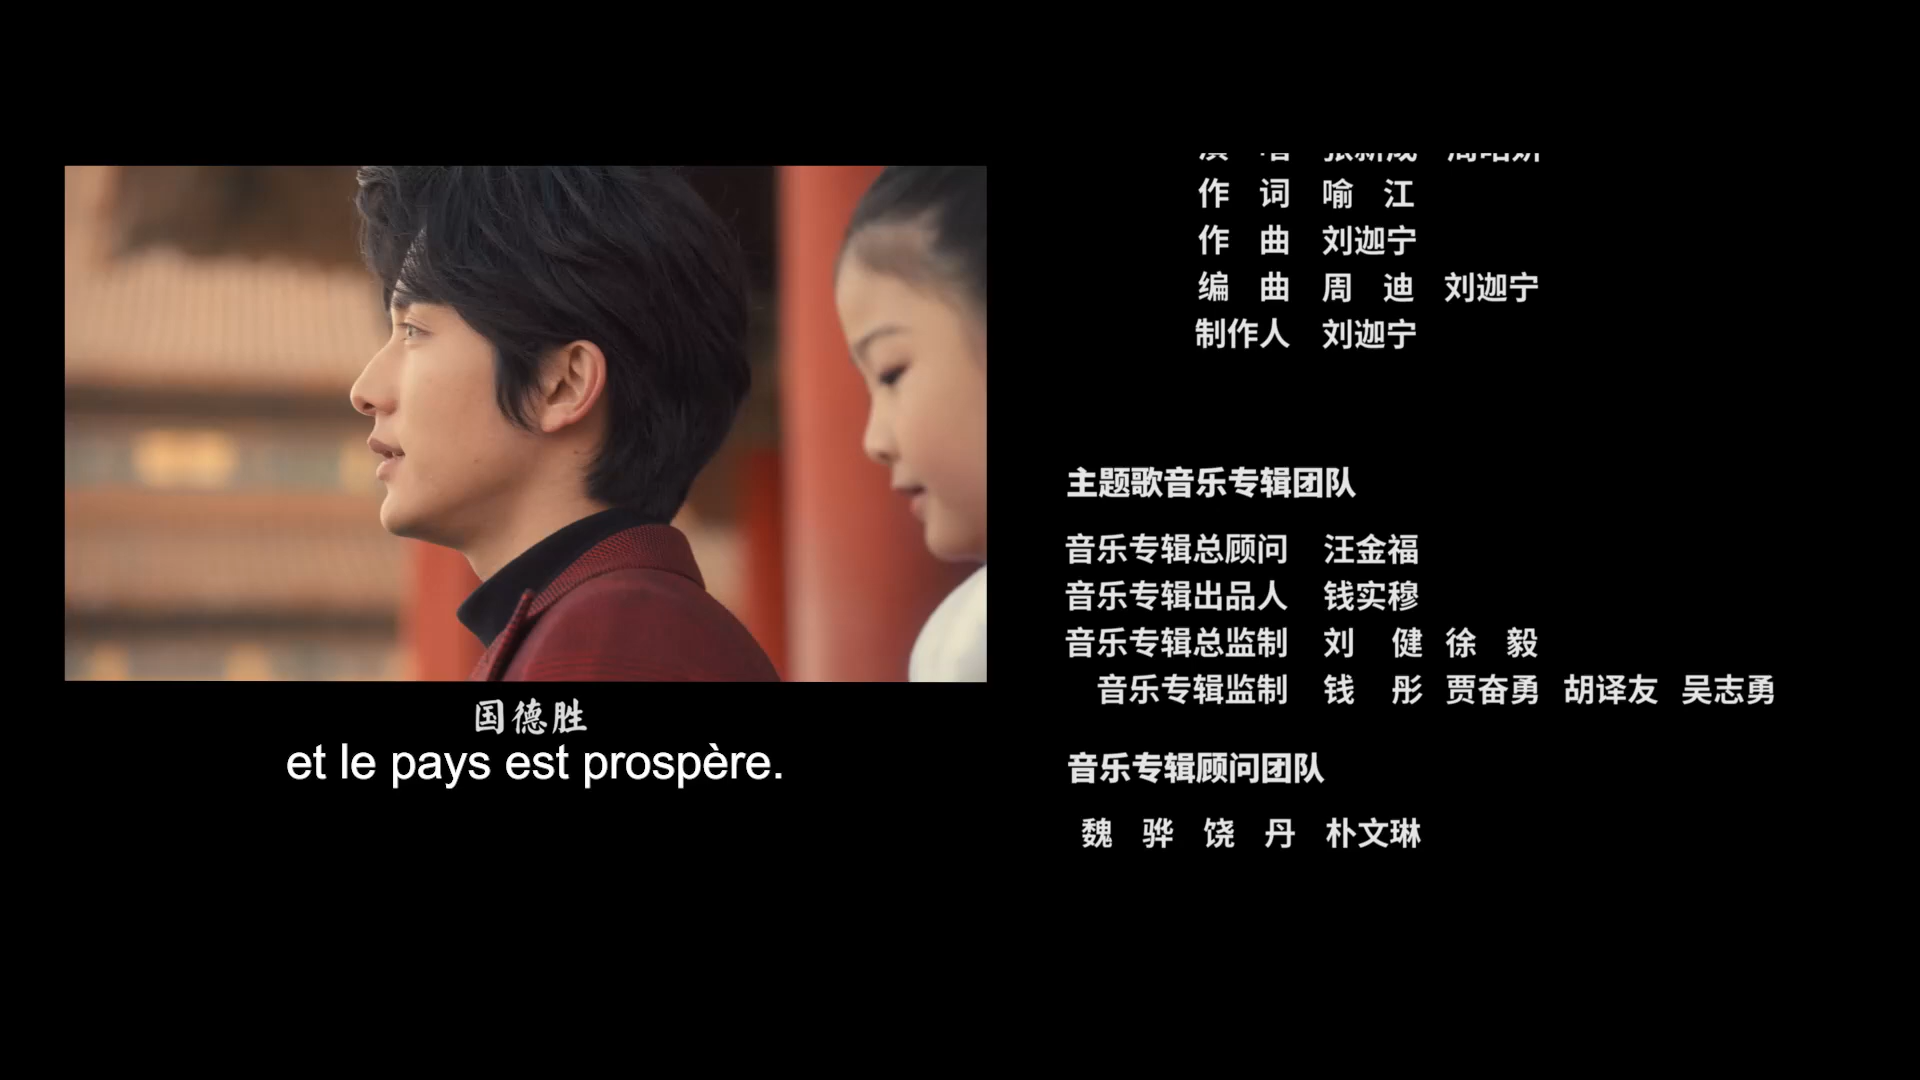 国德胜
et le pays est prospère.
作 词 喻 江
作 曲 刘迦宁
编 曲 周 迪 刘迦宁
制作人 刘迦宁
主题歌音乐专辑团队
音乐专辑总顾问 汪金福
音乐专辑出品人 钱实穆
音乐专辑总监制 刘 健 徐 毅
音乐专辑监制 钱 彤 贾奋勇 胡译友 吴志勇
音乐专辑顾问团队
魏 骅 饶 丹 朴文琳